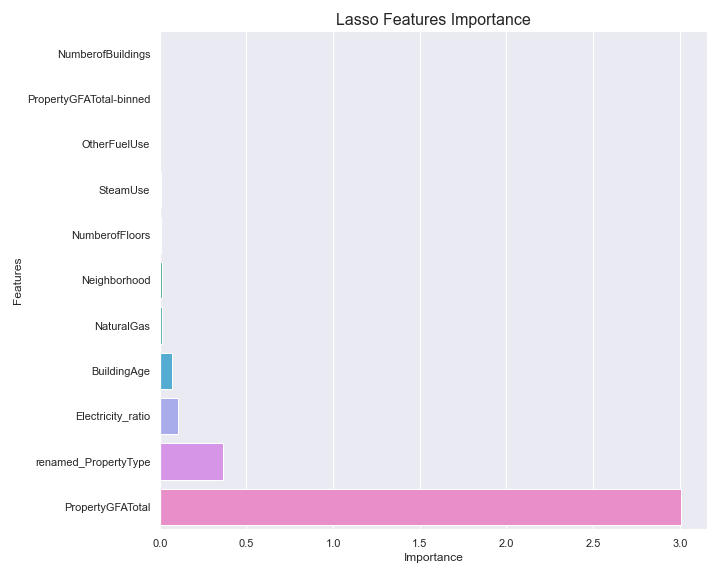 Lasso Features Importance
NumberofBuildings
PropertyGFATotal-binned
OtherFuelUse
SteamUse
NumberofFloors
Neighborhood
NaturalGas
BuildingAge
Electricity_ratio
renamed_PropertyType
PropertyGFATotal
Features
0.0 0.5 1.0 1.5 2.0 2.5 3.0
Importance